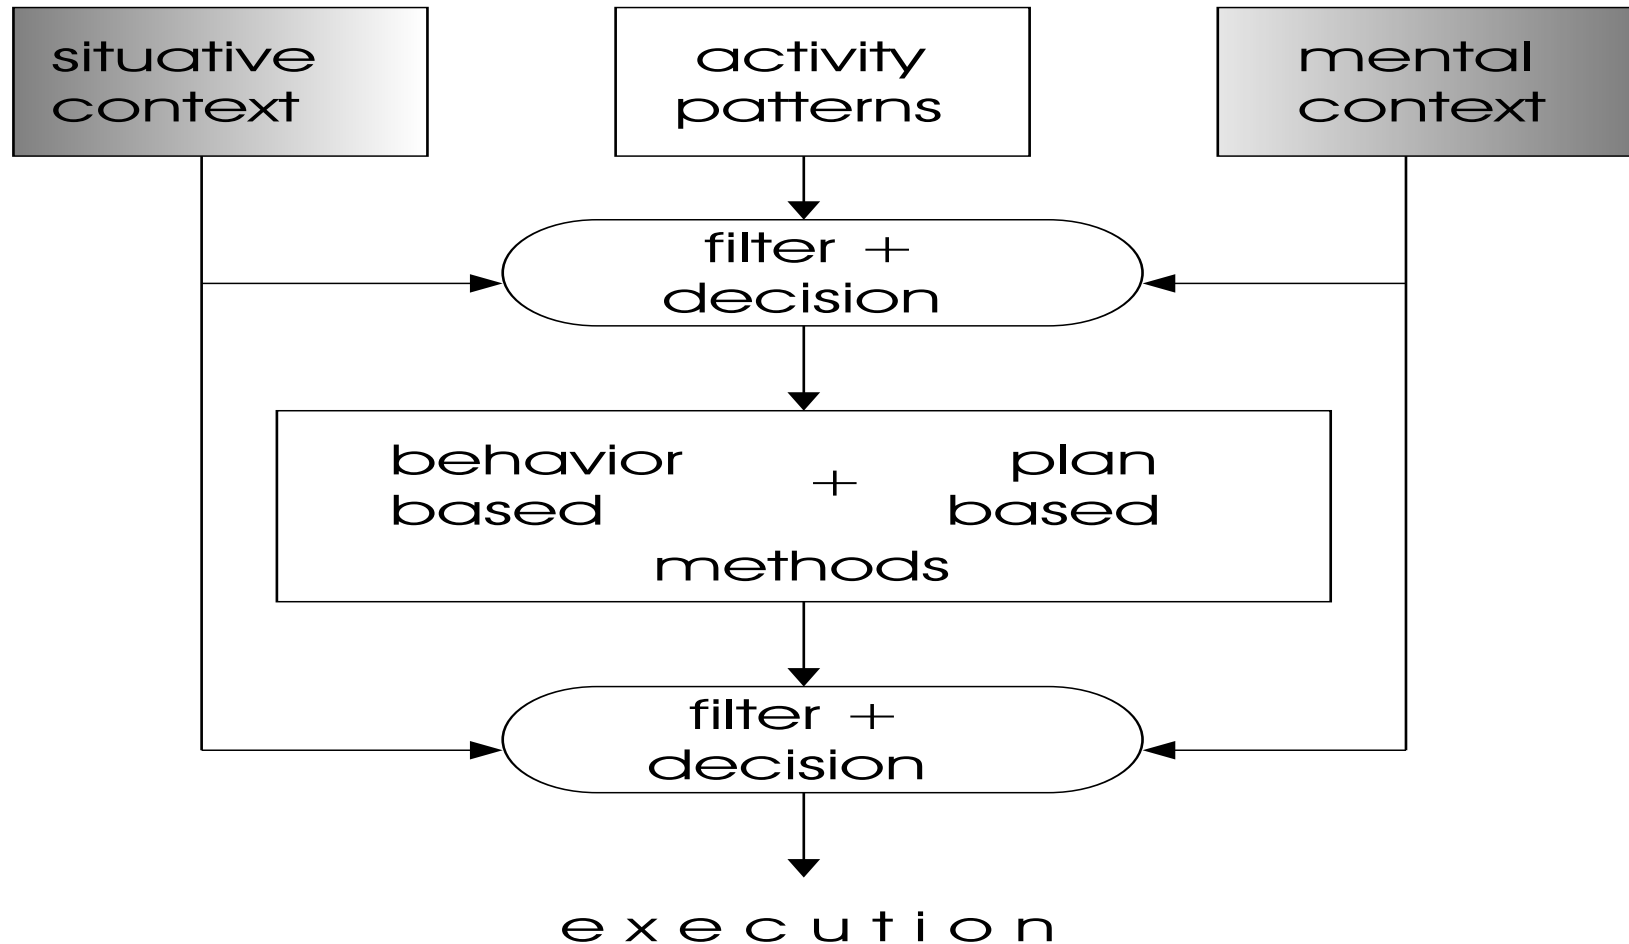 situative
context
activity
patterns
mental
context
filter +
decision
behavior
based
+
plan
based
methods
filter +
decision
execution